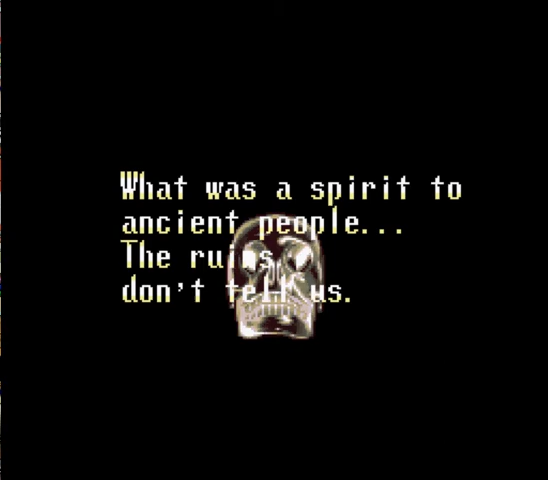 What was a spirit to
ancient people...
The ruins
don't tell us.